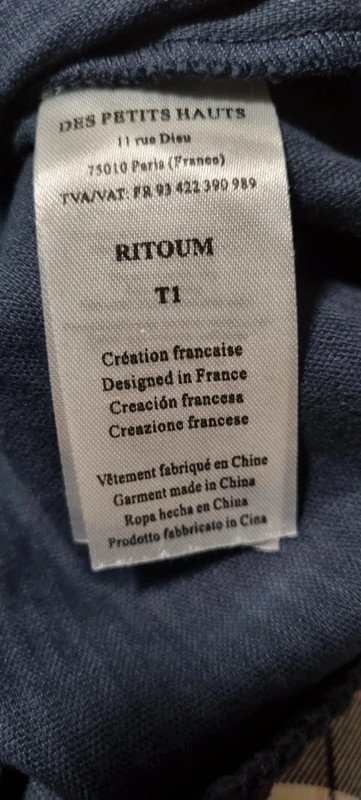 DES PETITS HAUTS
11 rue Dieu
75010 Paris (France)
TVA/VAT: FR 93 422 390 989
RITOUM
T1
Création francaise
Designed in France
Creación francesa
Creazione francese
Vêtement fabriqué en Chine
Garment made in China
Ropa hecha en China
Prodotto fabbricato in Cina